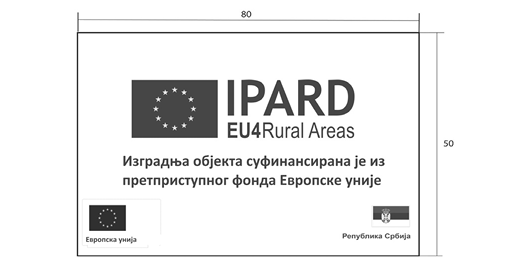 80
IPARD
EU4Rural Areas
50
Изградња објекта суфинансирана је из
претприступног фонда Европске уније
Европска унија
Република Србија